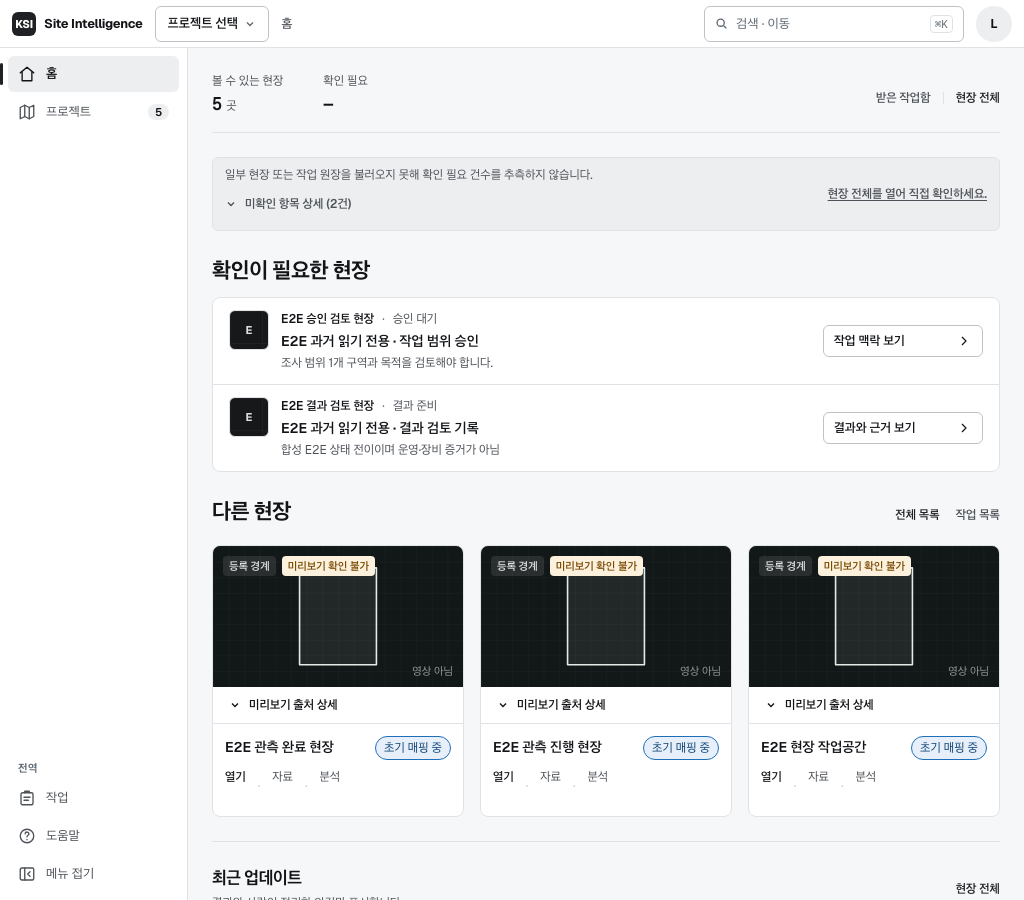 KSI Site Intelligence 프로젝트 선택 홈 검색 · 이동 ⌘K L
홈
프로젝트 5
볼 수 있는 현장 확인 필요
5 곳 –
받은 작업함 현장 전체
일부 현장 또는 작업 원장을 불러오지 못해 확인 필요 건수를 추측하지 않습니다.
미확인 항목 상세 (2건)
현장 전체를 열어 직접 확인하세요.
확인이 필요한 현장
E
E2E 승인 검토 현장 · 승인 대기
E2E 과거 읽기 전용 · 작업 범위 승인
조사 범위 1개 구역과 목적을 검토해야 합니다.
작업 맥락 보기
E
E2E 결과 검토 현장 · 결과 준비
E2E 과거 읽기 전용 · 결과 검토 기록
합성 E2E 상태 전이이며 운영·장비 증거가 아님
결과와 근거 보기
다른 현장
전체 목록 작업 목록
등록 경계 미리보기 확인 불가
영상 아님
미리보기 출처 상세
E2E 관측 완료 현장 초기 매핑 중
열기 · 자료 · 분석
등록 경계 미리보기 확인 불가
영상 아님
미리보기 출처 상세
E2E 관측 진행 현장 초기 매핑 중
열기 · 자료 · 분석
등록 경계 미리보기 확인 불가
영상 아님
미리보기 출처 상세
E2E 현장 작업공간 초기 매핑 중
열기 · 자료 · 분석
최근 업데이트
현장 전체
전역
작업
도움말
메뉴 접기